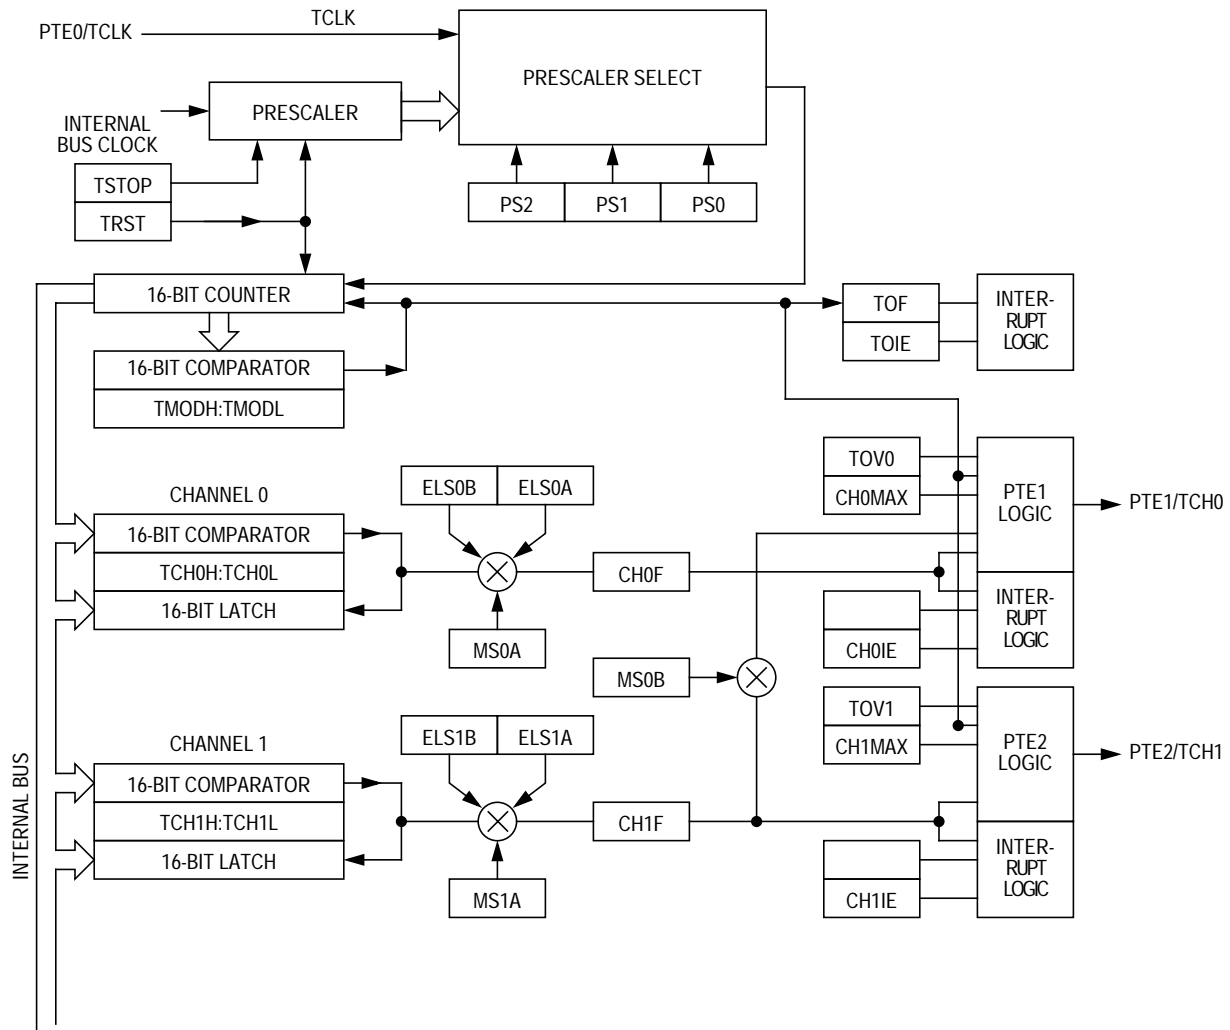 TCLK
PTE0/TCLK
PRESCALER SELECT
PRESCALER
INTERNAL
BUS CLOCK
TSTOP
TRST
PS2
PS1
PS0
16-BIT COUNTER
TOF
TOIE
INTER-
RUPT
LOGIC
16-BIT COMPARATOR
TMODH:TMODL
TOV0
CH0MAX
PTE1
LOGIC
PTE1/TCH0
CHANNEL 0
ELS0B
ELS0A
16-BIT COMPARATOR
TCH0H:TCH0L
16-BIT LATCH
CH0F
MS0A
INTER-
RUPT
LOGIC
CH0IE
MS0B
TOV1
CH1MAX
PTE2
LOGIC
PTE2/TCH1
CHANNEL 1
ELS1B
ELS1A
16-BIT COMPARATOR
TCH1H:TCH1L
16-BIT LATCH
CH1F
MS1A
INTER-
RUPT
LOGIC
CH1IE
INTERNAL BUS